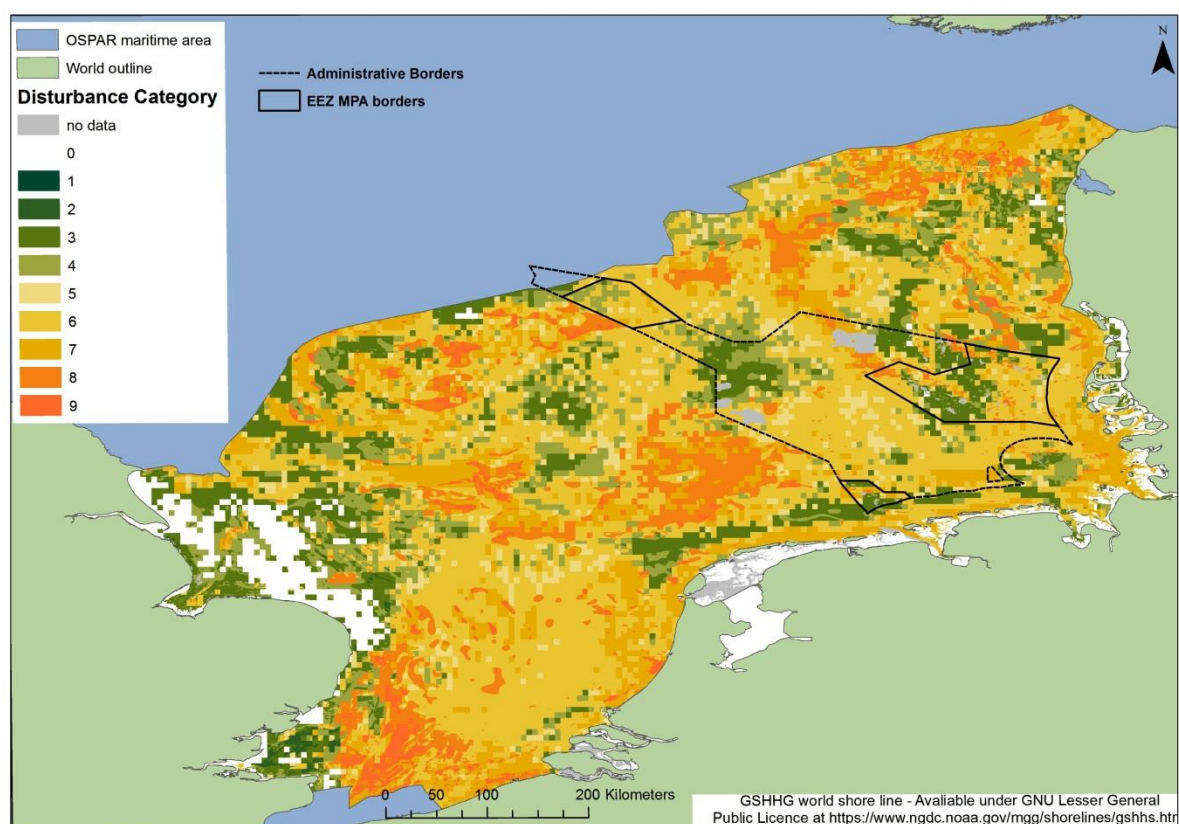 OSPAR maritime area
World outline
Disturbance Category
no data
0
1
2
3
4
5
6
7
8
9
Administrative Borders
EEZ MPA borders
N
0 50 100 200 Kilometers
GSHHG world shore line - Avaliable under GNU Lesser General
Public Licence at https://www.ngdc.noaa.gov/mgg/shorelines/gshhs.htm